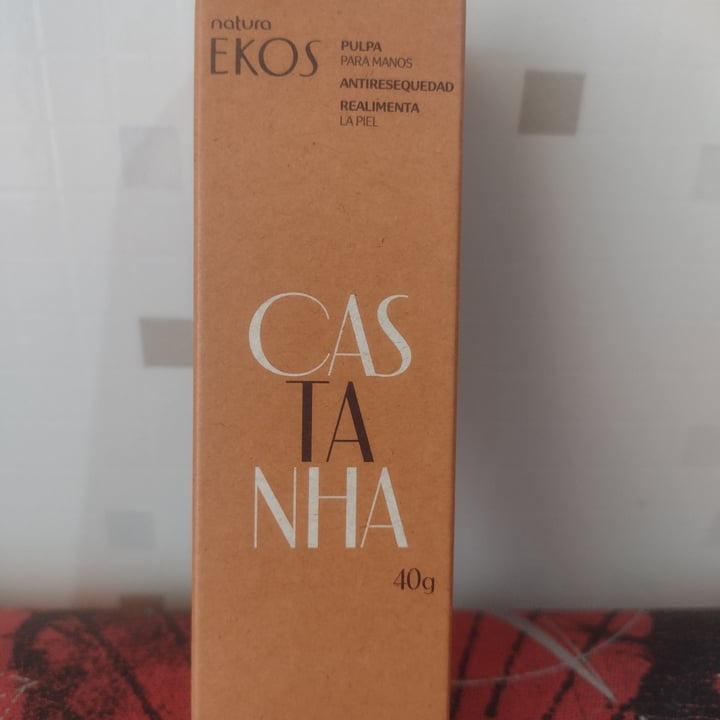 natura
EKOS
PULPA
PARA MANOS
ANTIRESEQUEDAD
REALIMENTA
LA PIEL
CAS
TA
NHA
40g